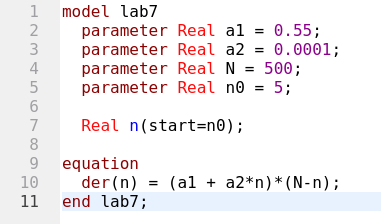 1 model lab7
2   parameter Real a1 = 0.55;
3   parameter Real a2 = 0.0001;
4   parameter Real N = 500;
5   parameter Real n0 = 5;
6
7   Real n(start=n0);
8
9 equation
10   der(n) = (a1 + a2*n)*(N-n);
11 end lab7;